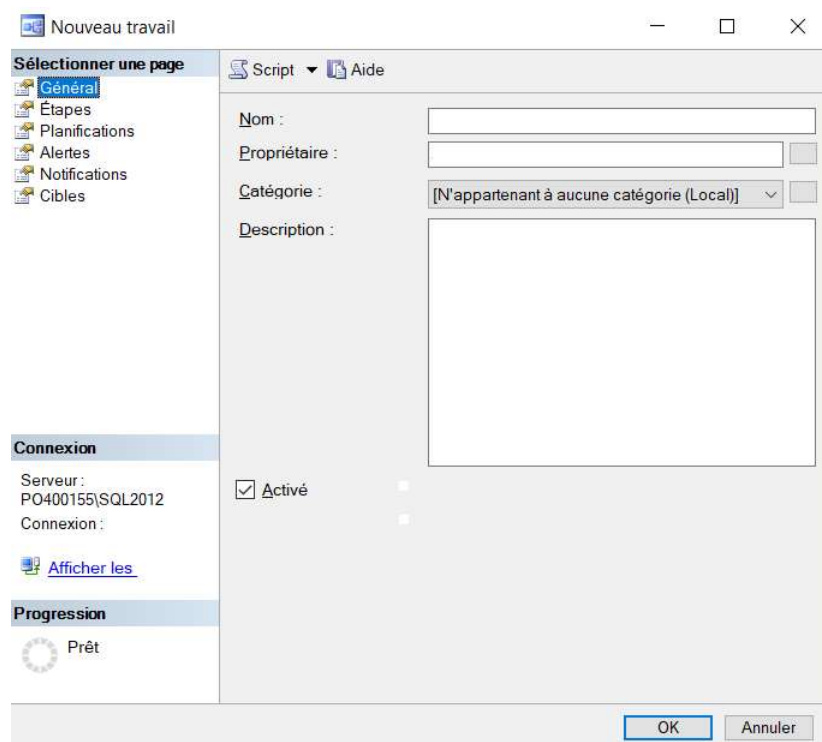 Nouveau travail
Sélectionner une page
Général
Étapes
Planifications
Alertes
Notifications
Cibles
Script Aide
Nom :
Propriétaire :
Catégorie : [N'appartenant à aucune catégorie (Local)]
Description :
Activé
Connexion
Serveur :
PO400155\SQL2012
Connexion :
Afficher les
Progression
Prêt
OK Annuler